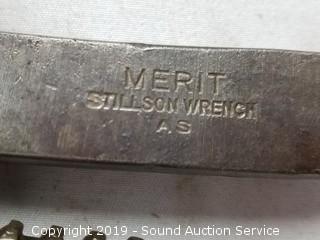 MERIT
STILLSON WRENCH
AS
Copyright 2019 - Sound Auction Service